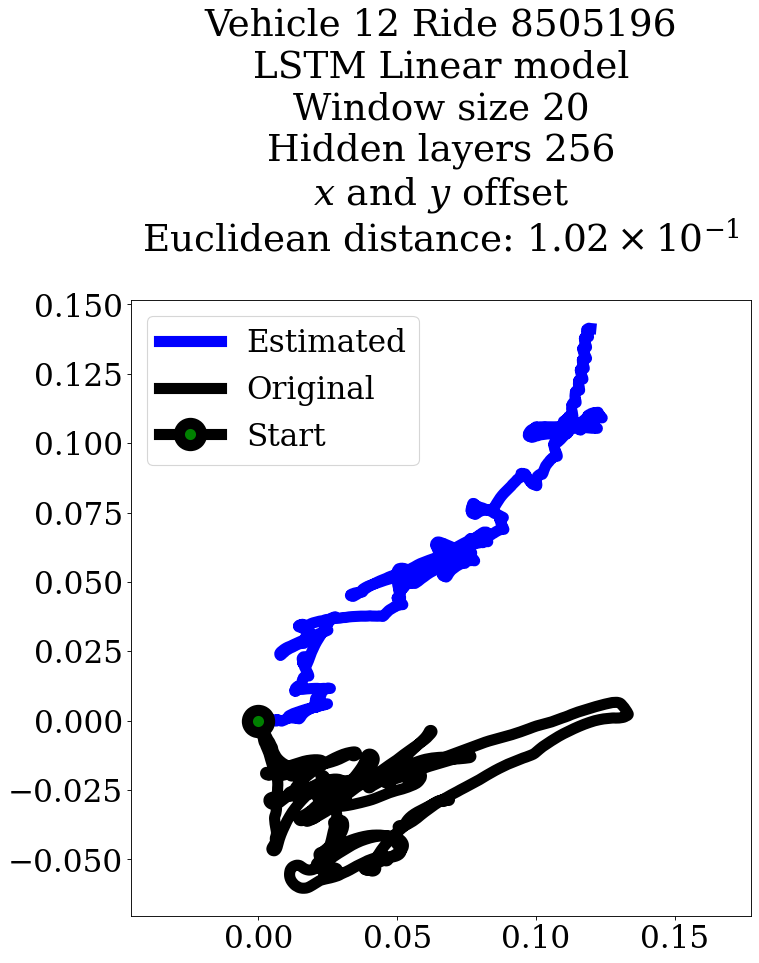 Vehicle 12 Ride 8505196
LSTM Linear model
Window size 20
Hidden layers 256
x and y offset
Euclidean distance: 1.02 × 10⁻¹
0.150
0.125
0.100
0.075
0.050
0.025
0.000
−0.025
−0.050
Estimated
Original
Start
0.00 0.05 0.10 0.15